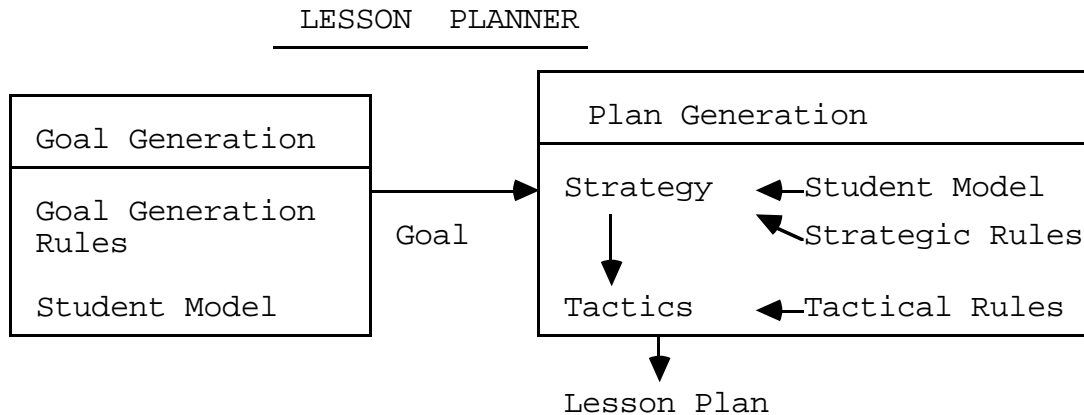 LESSON PLANNER
Goal Generation
Goal Generation
Rules
Student Model
Goal
Plan Generation
Strategy
Student Model
Strategic Rules
Tactics
Tactical Rules
Lesson Plan